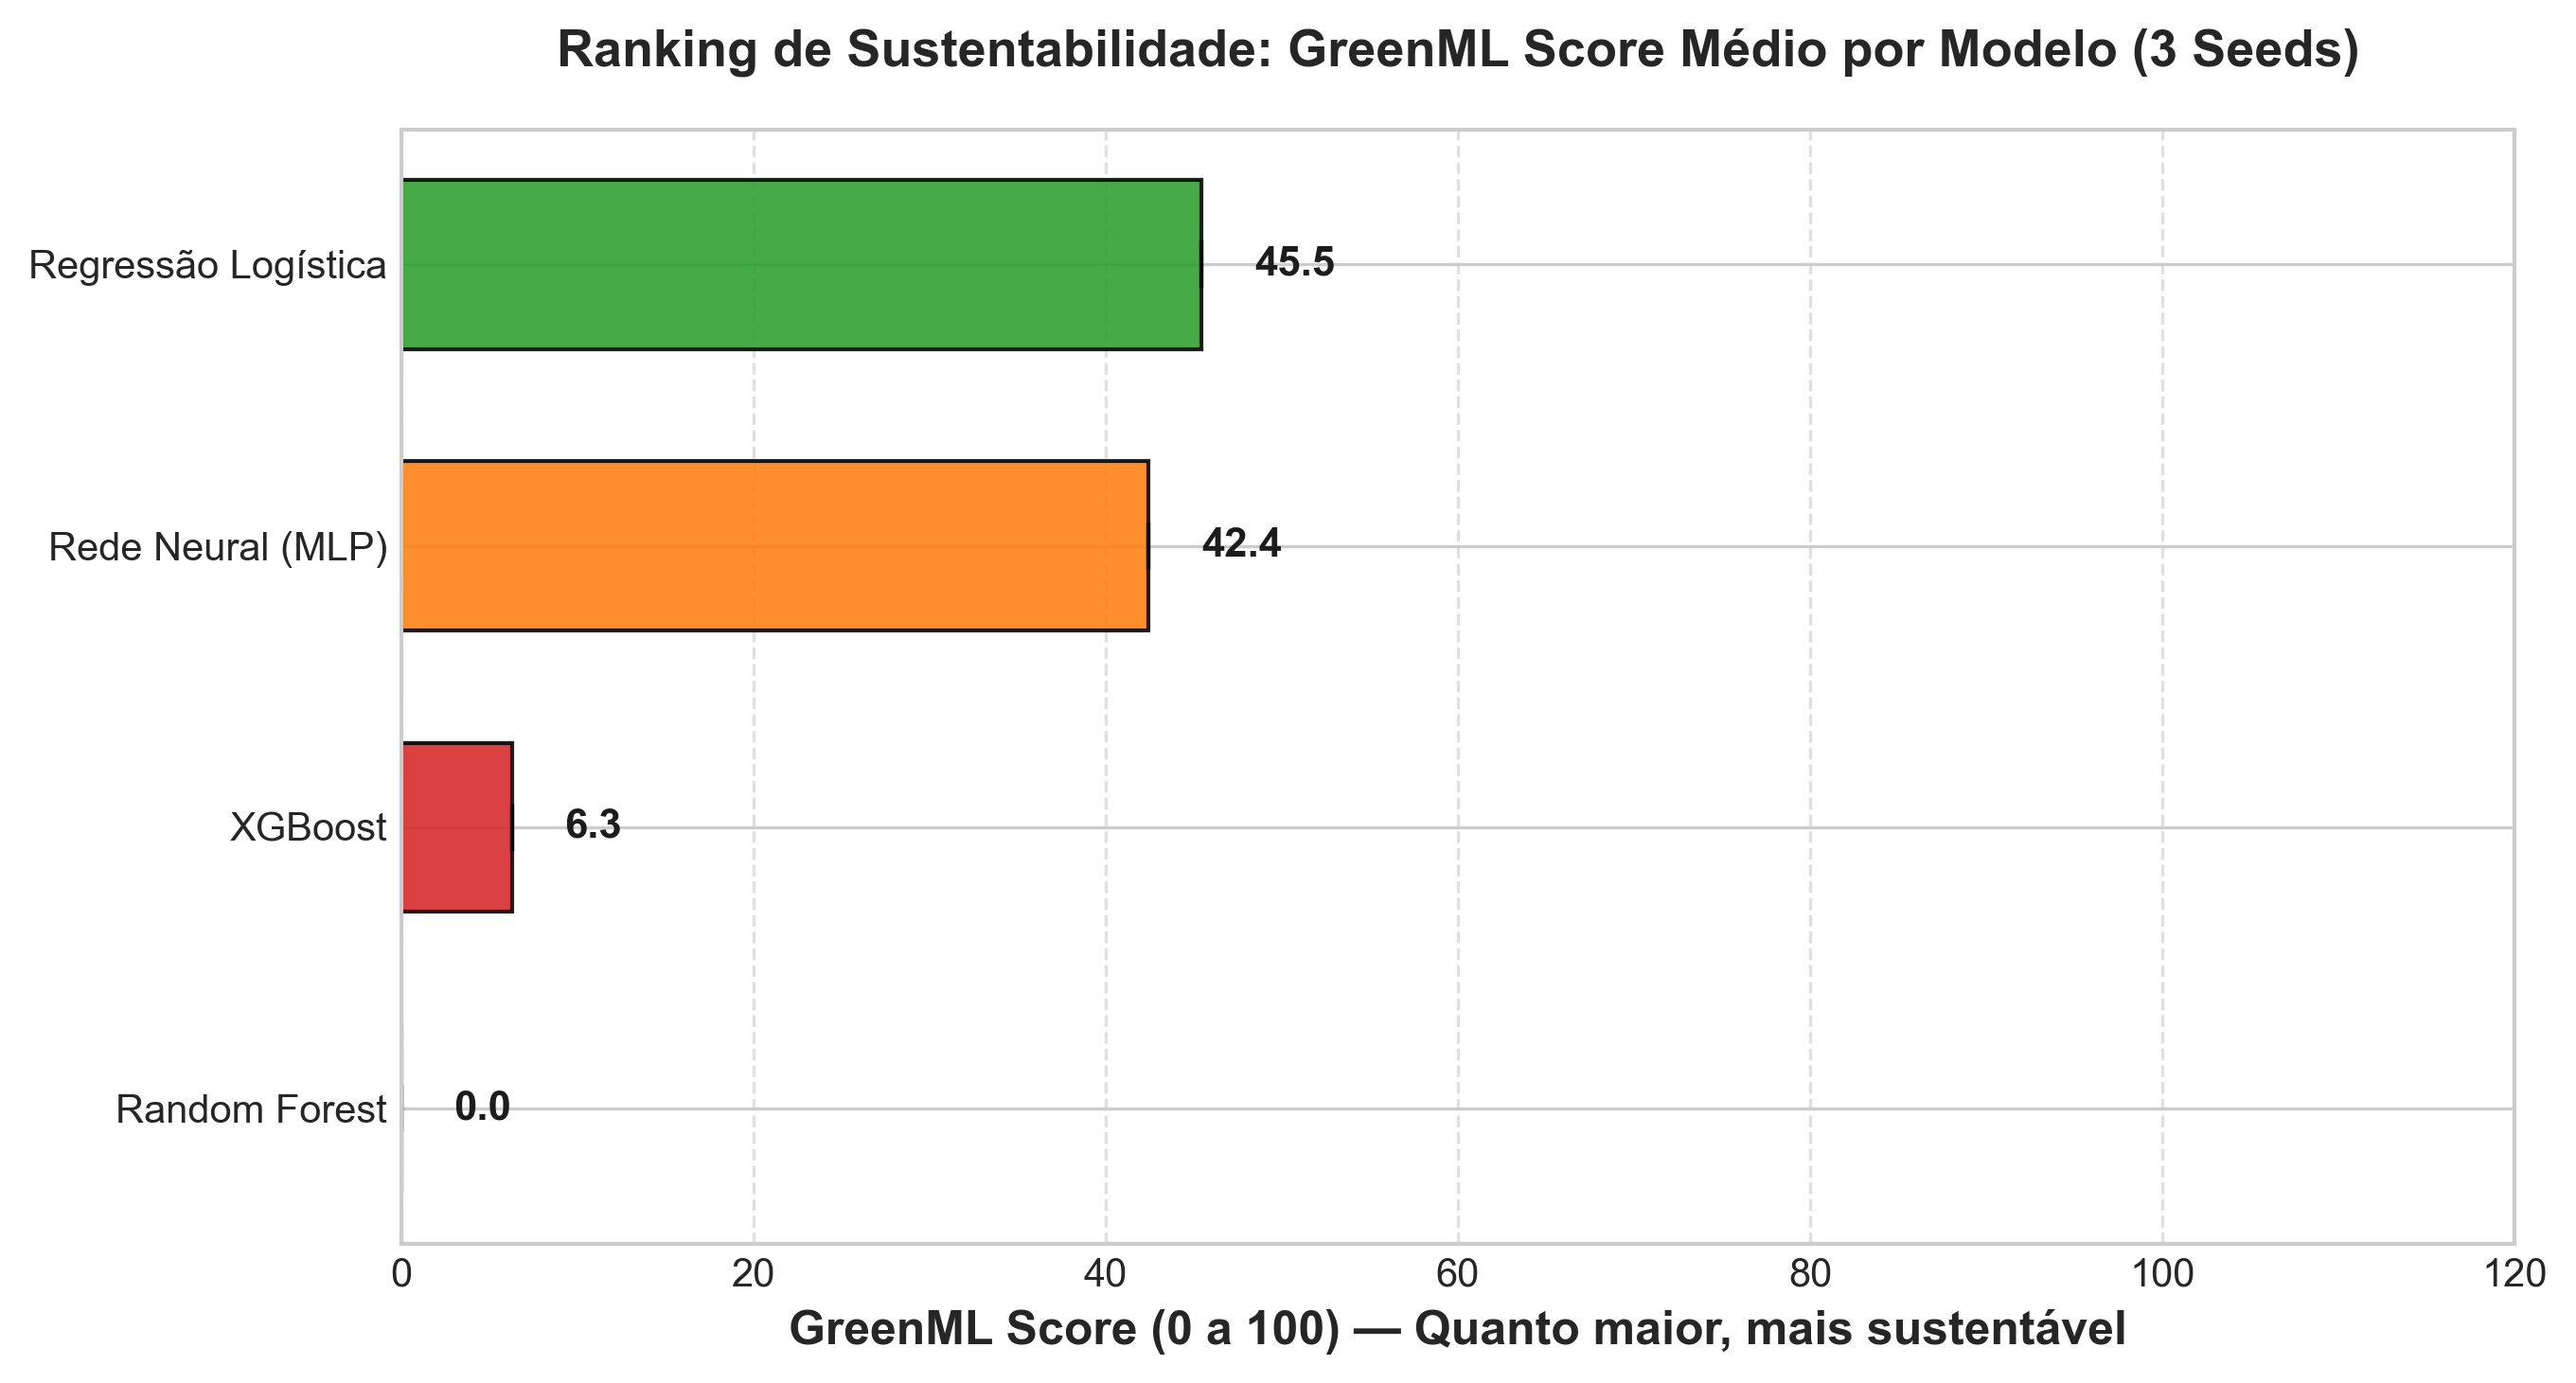 Ranking de Sustentabilidade: GreenML Score Médio por Modelo (3 Seeds)
Regressão Logística
45.5
Rede Neural (MLP)
42.4
XGBoost
6.3
Random Forest
0.0
0 20 40 60 80 100 120
GreenML Score (0 a 100) — Quanto maior, mais sustentável